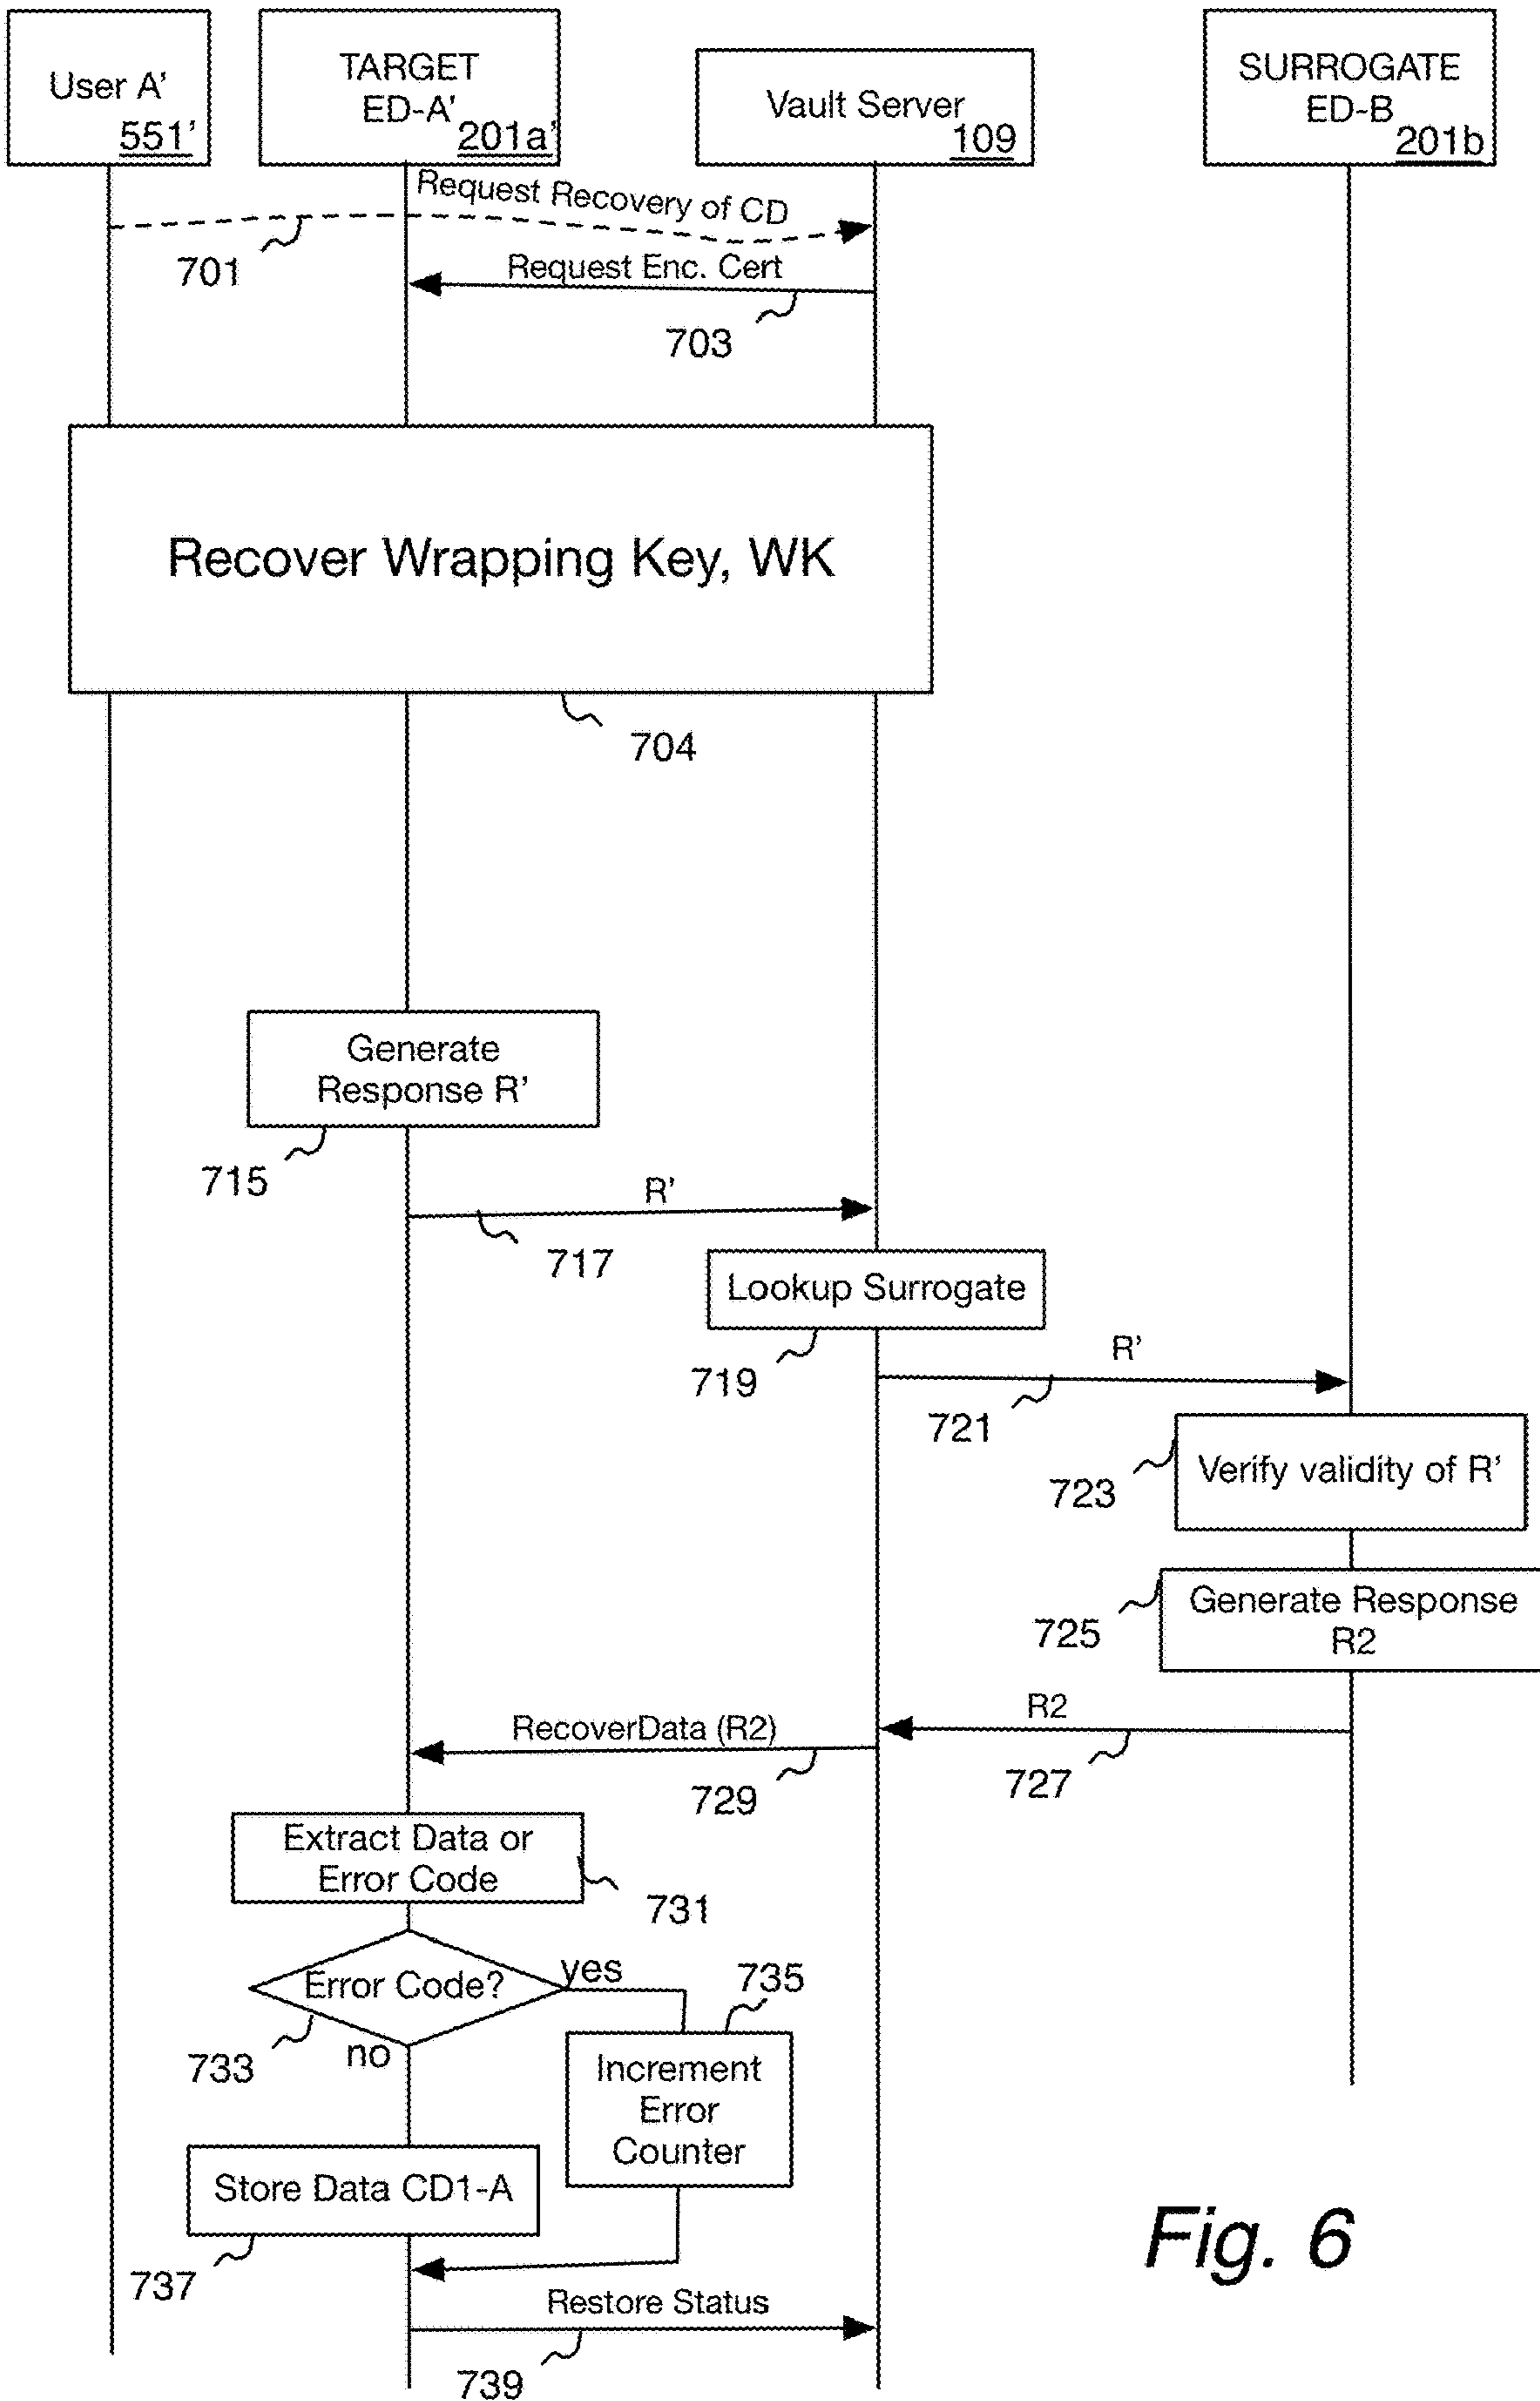 User A'
551'
TARGET
ED-A'
201a'
Vault Server
109
SURROGATE
ED-B
201b
Request Recovery of CD
701
Request Enc. Cert
703
Recover Wrapping Key, WK
704
Generate
Response R'
715
R'
717
Lookup Surrogate
719
R'
721
Verify validity of R'
723
Generate Response
R2
725
R2
727
RecoverData (R2)
729
Extract Data or
Error Code
731
Error Code?
yes
733
no
735
Increment
Error
Counter
Store Data CD1-A
737
Restore Status
739
Fig. 6